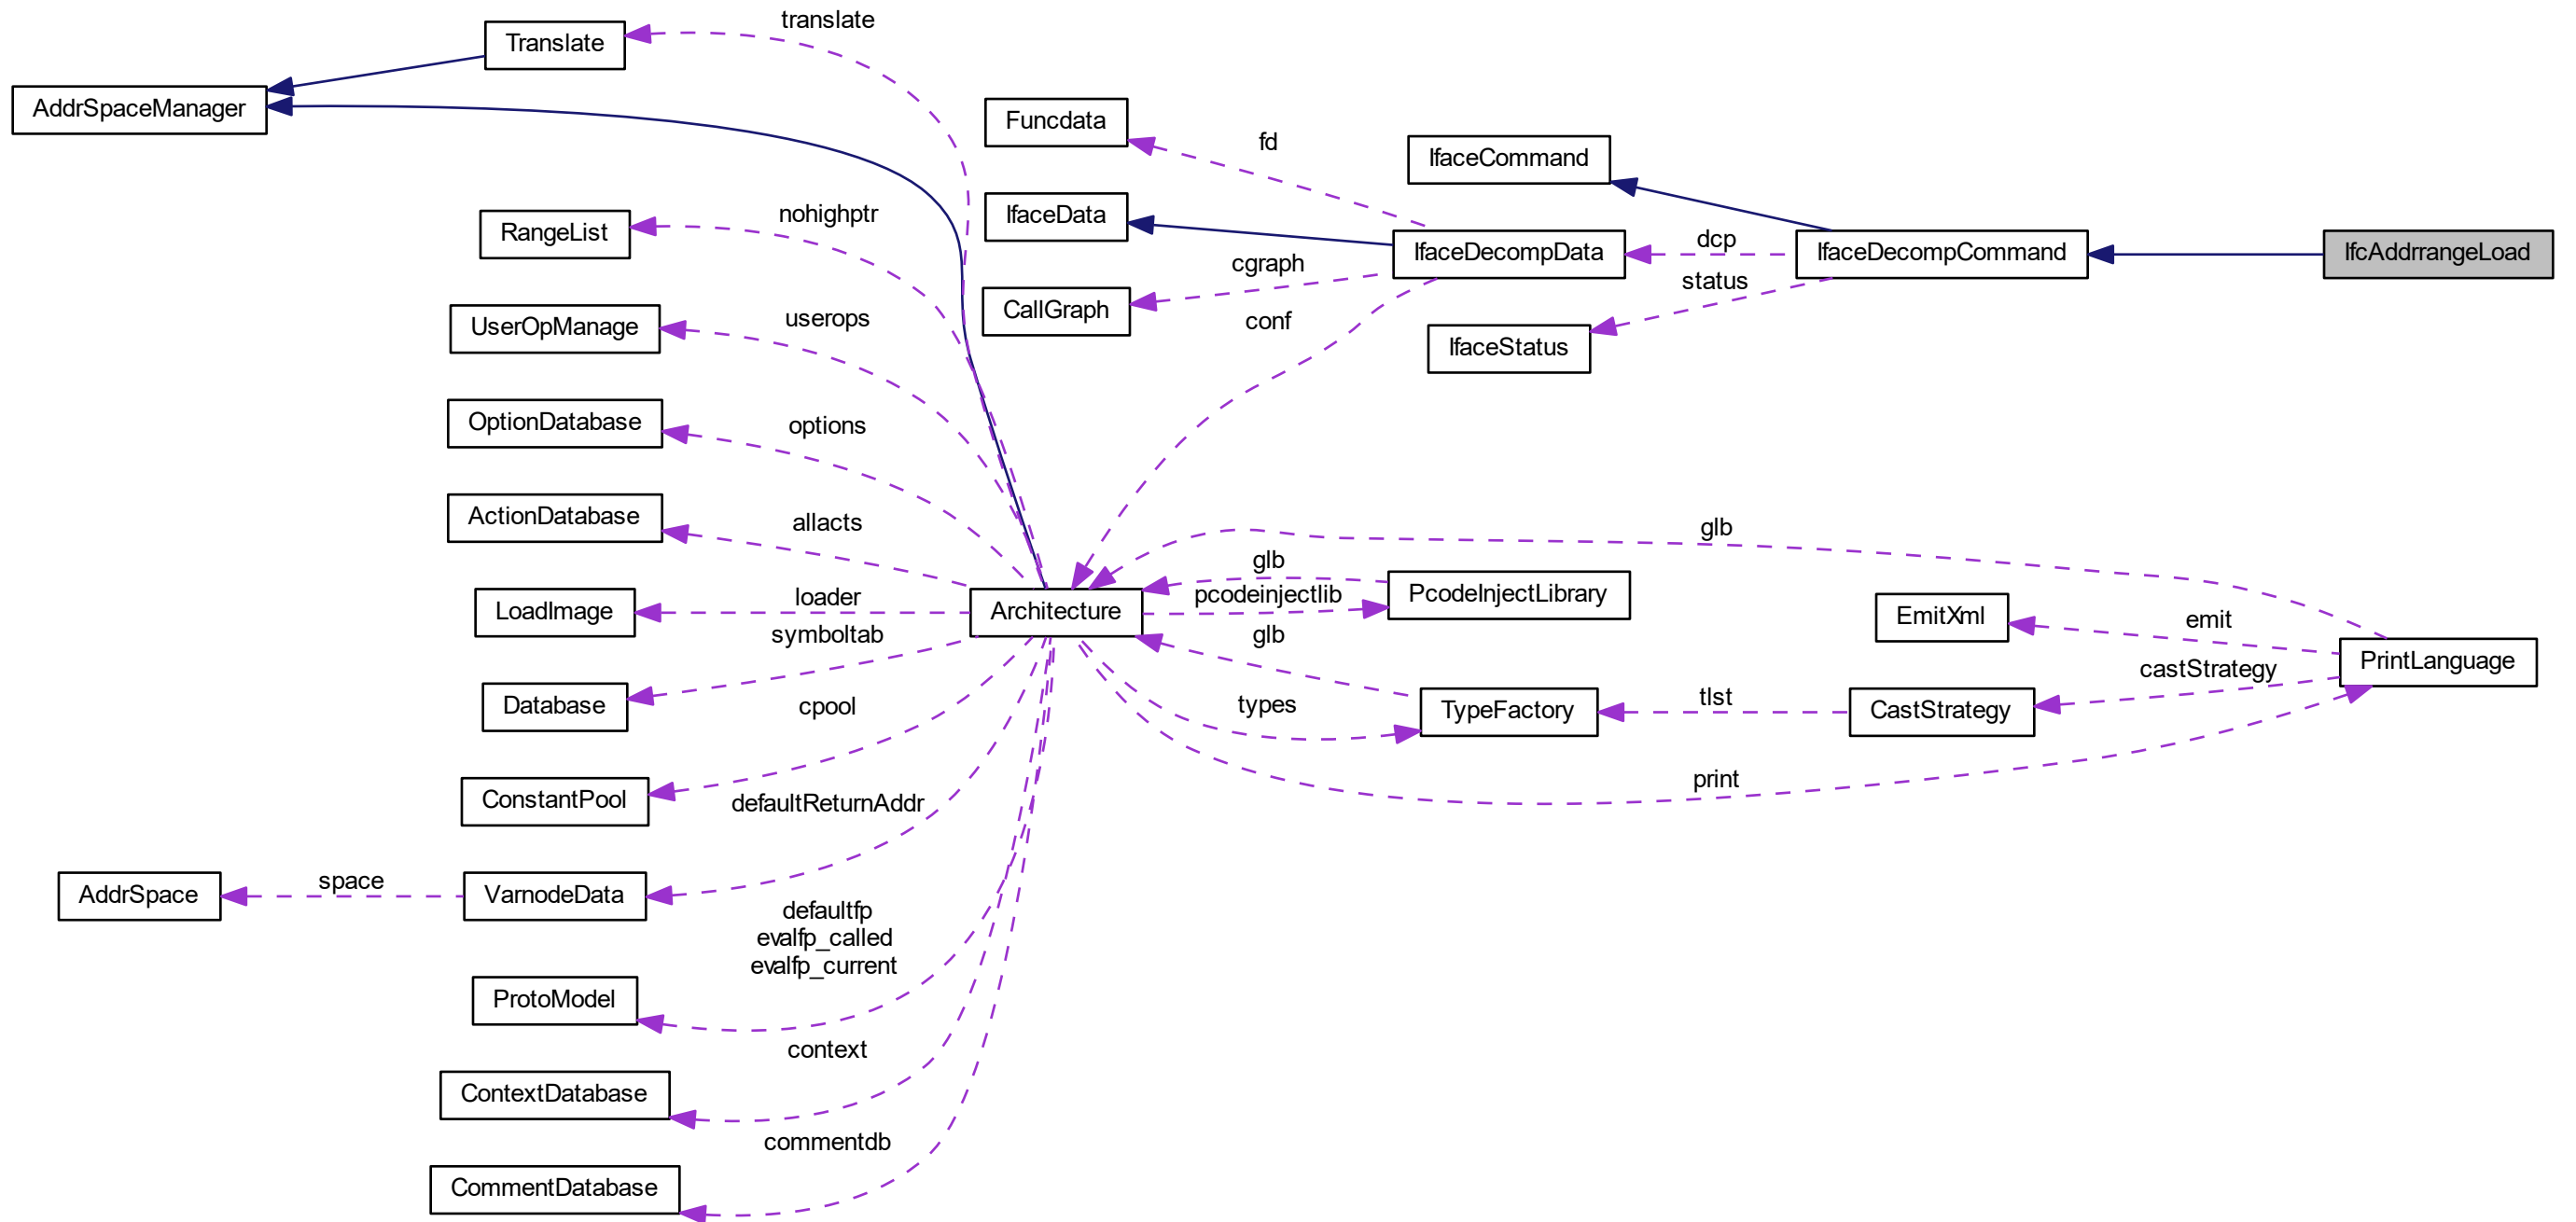 translate
Translate
AddrSpaceManager
Funcdata
fd
IfaceCommand
nohighptr
RangeList
IfaceData
IfaceDecompData
dcp
IfaceDecompCommand
IfcAddrrangeLoad
cgraph
status
CallGraph
conf
userops
UserOpManage
IfaceStatus
options
OptionDatabase
allacts
ActionDatabase
glb
glb
loader
LoadImage
Architecture
pcodeinjectlib
PcodeInjectLibrary
EmitXml
emit
symboltab
glb
PrintLanguage
castStrategy
Database
cpool
types
TypeFactory
tlst
CastStrategy
print
ConstantPool
defaultReturnAddr
AddrSpace
space
VarnodeData
defaultfp
evalfp_called
evalfp_current
ProtoModel
context
ContextDatabase
commentdb
CommentDatabase